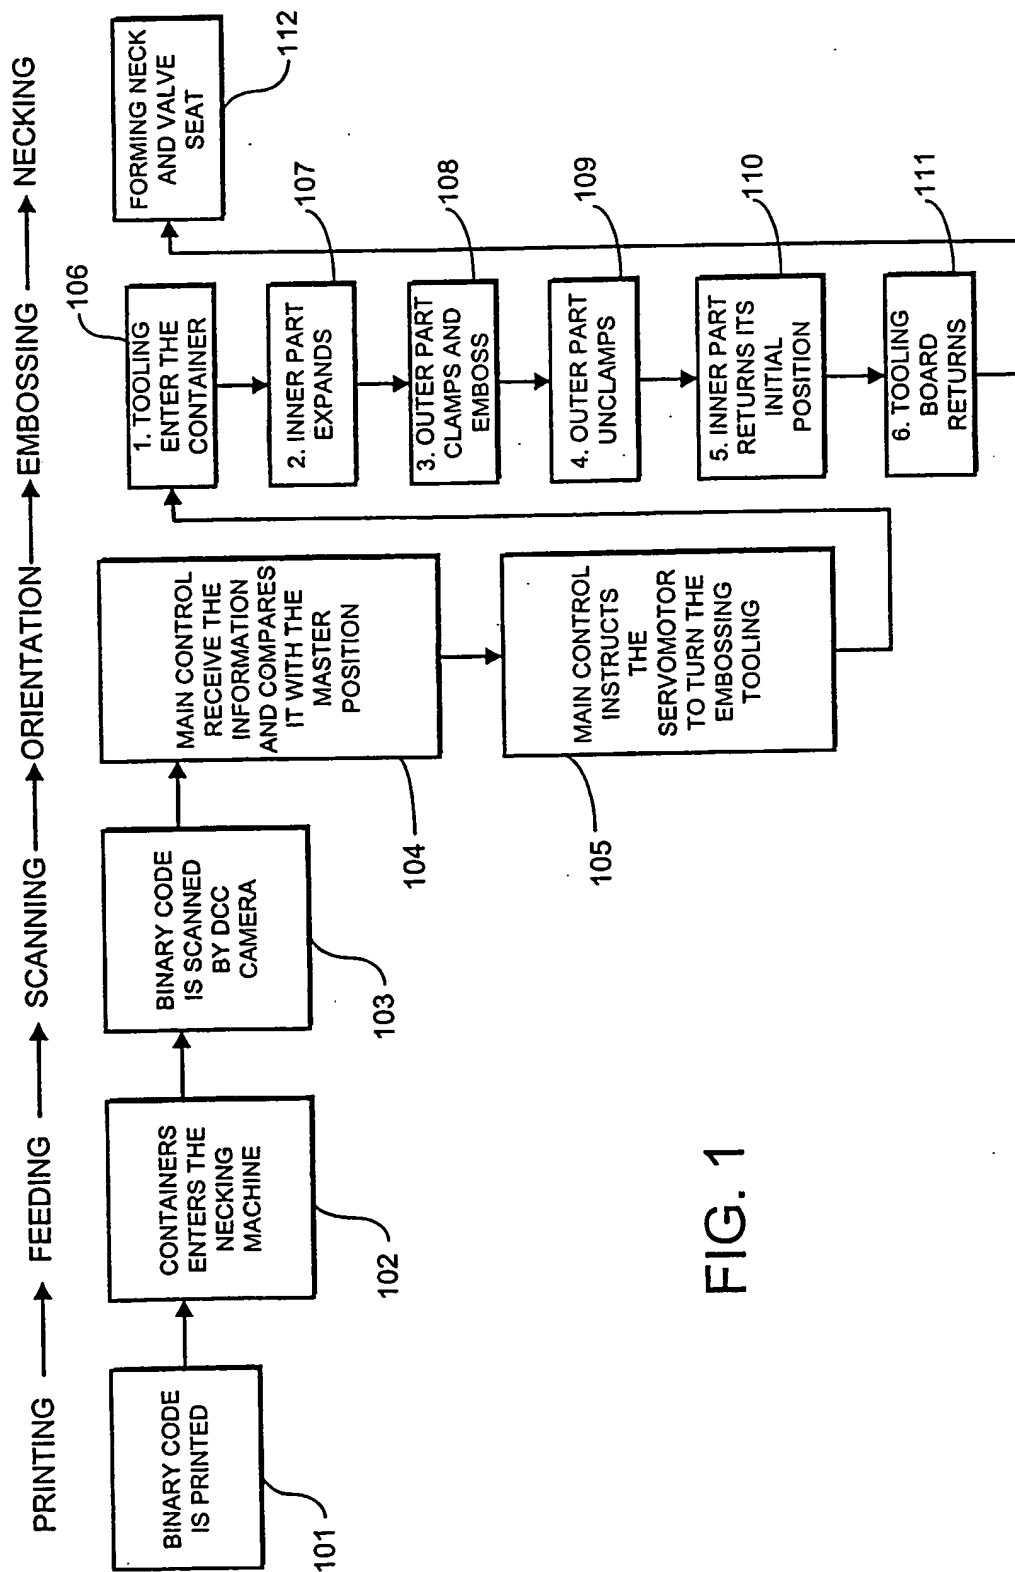 PRINTING FEEDING SCANNING ORIENTATION EMBOSSING NECKING
BINARY CODE
IS PRINTED
101
CONTAINERS
ENTERS THE
NECKING
MACHINE
102
BINARY CODE
IS SCANNED
BY DCC
CAMERA
103
MAIN CONTROL
RECEIVE THE
INFORMATION
AND COMPARES
IT WITH THE
MASTER
POSITION
104
MAIN CONTROL
INSTRUCTS
THE
SERVOMOTOR
TO TURN THE
EMBOSSING
TOOLING
105
106
1. TOOLING
ENTER THE
CONTAINER
2. INNER PART
EXPANDS
107
3. OUTER PART
CLAMPS AND
EMBOSS
108
4. OUTER PART
UNCLAMPS
109
5. INNER PART
RETURNS ITS
INITIAL
POSITION
110
6. TOOLING
BOARD
RETURNS
111
FORMING NECK
AND VALVE
SEAT
112
FIG. 1